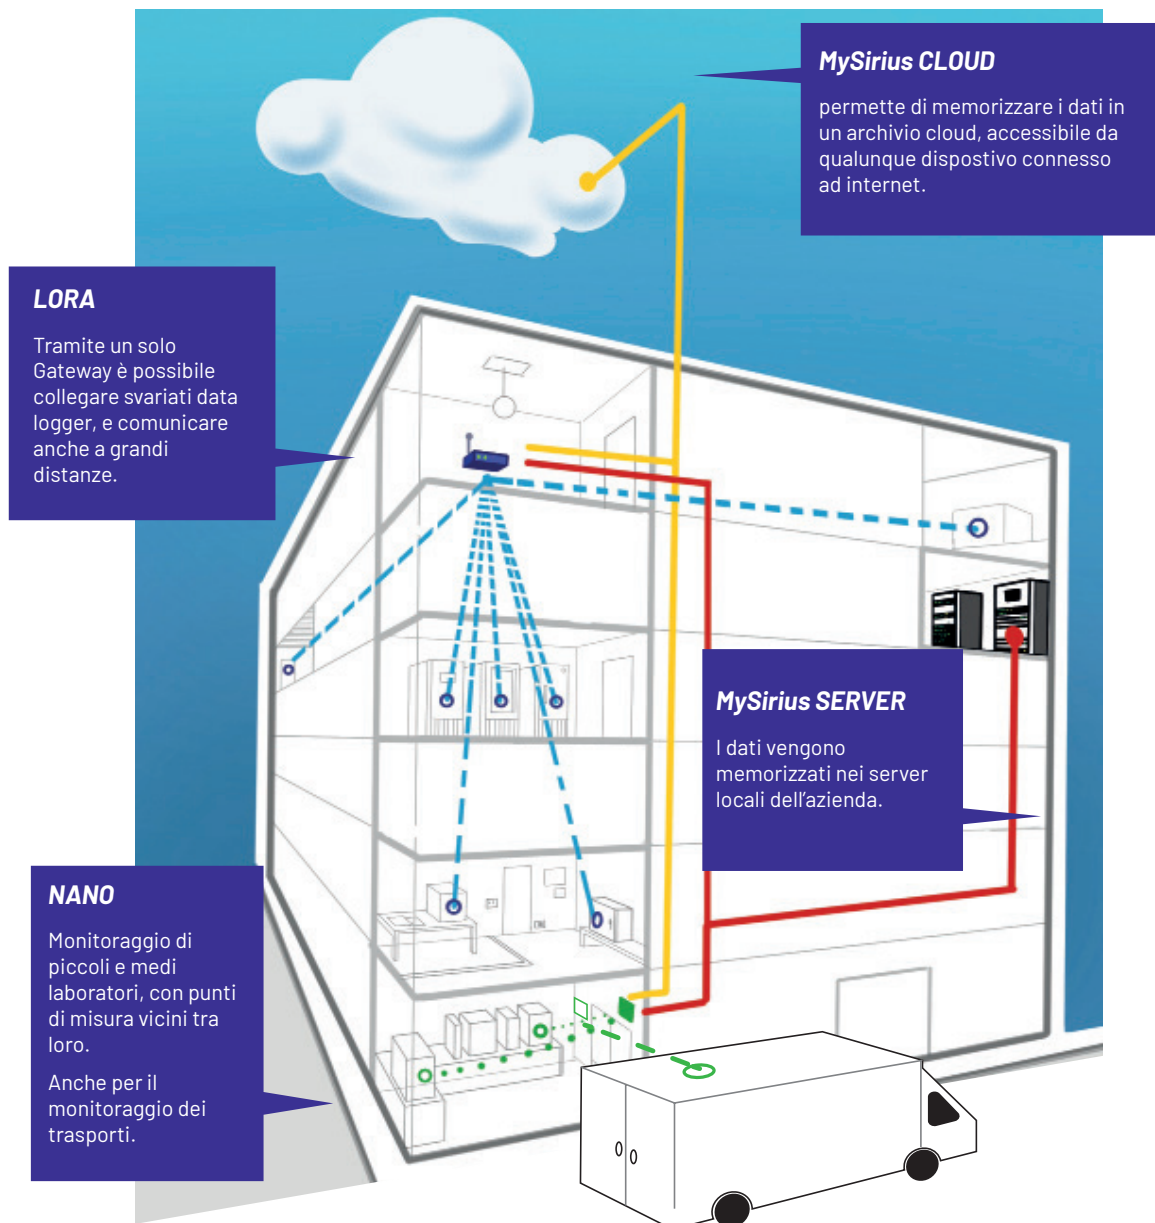 MySirius CLOUD
permette di memorizzare i dati in
un archivio cloud, accessibile da
qualunque dispostivo connesso
ad internet.
LORA
Tramite un solo
Gateway è possibile
collegare svariati data
logger, e comunicare
anche a grandi
distanze.
MySirius SERVER
I dati vengono
memorizzati nei server
locali dell'azienda.
NANO
Monitoraggio di
piccoli e medi
laboratori, con punti
di misura vicini tra
loro.
Anche per il
monitoraggio dei
trasporti.